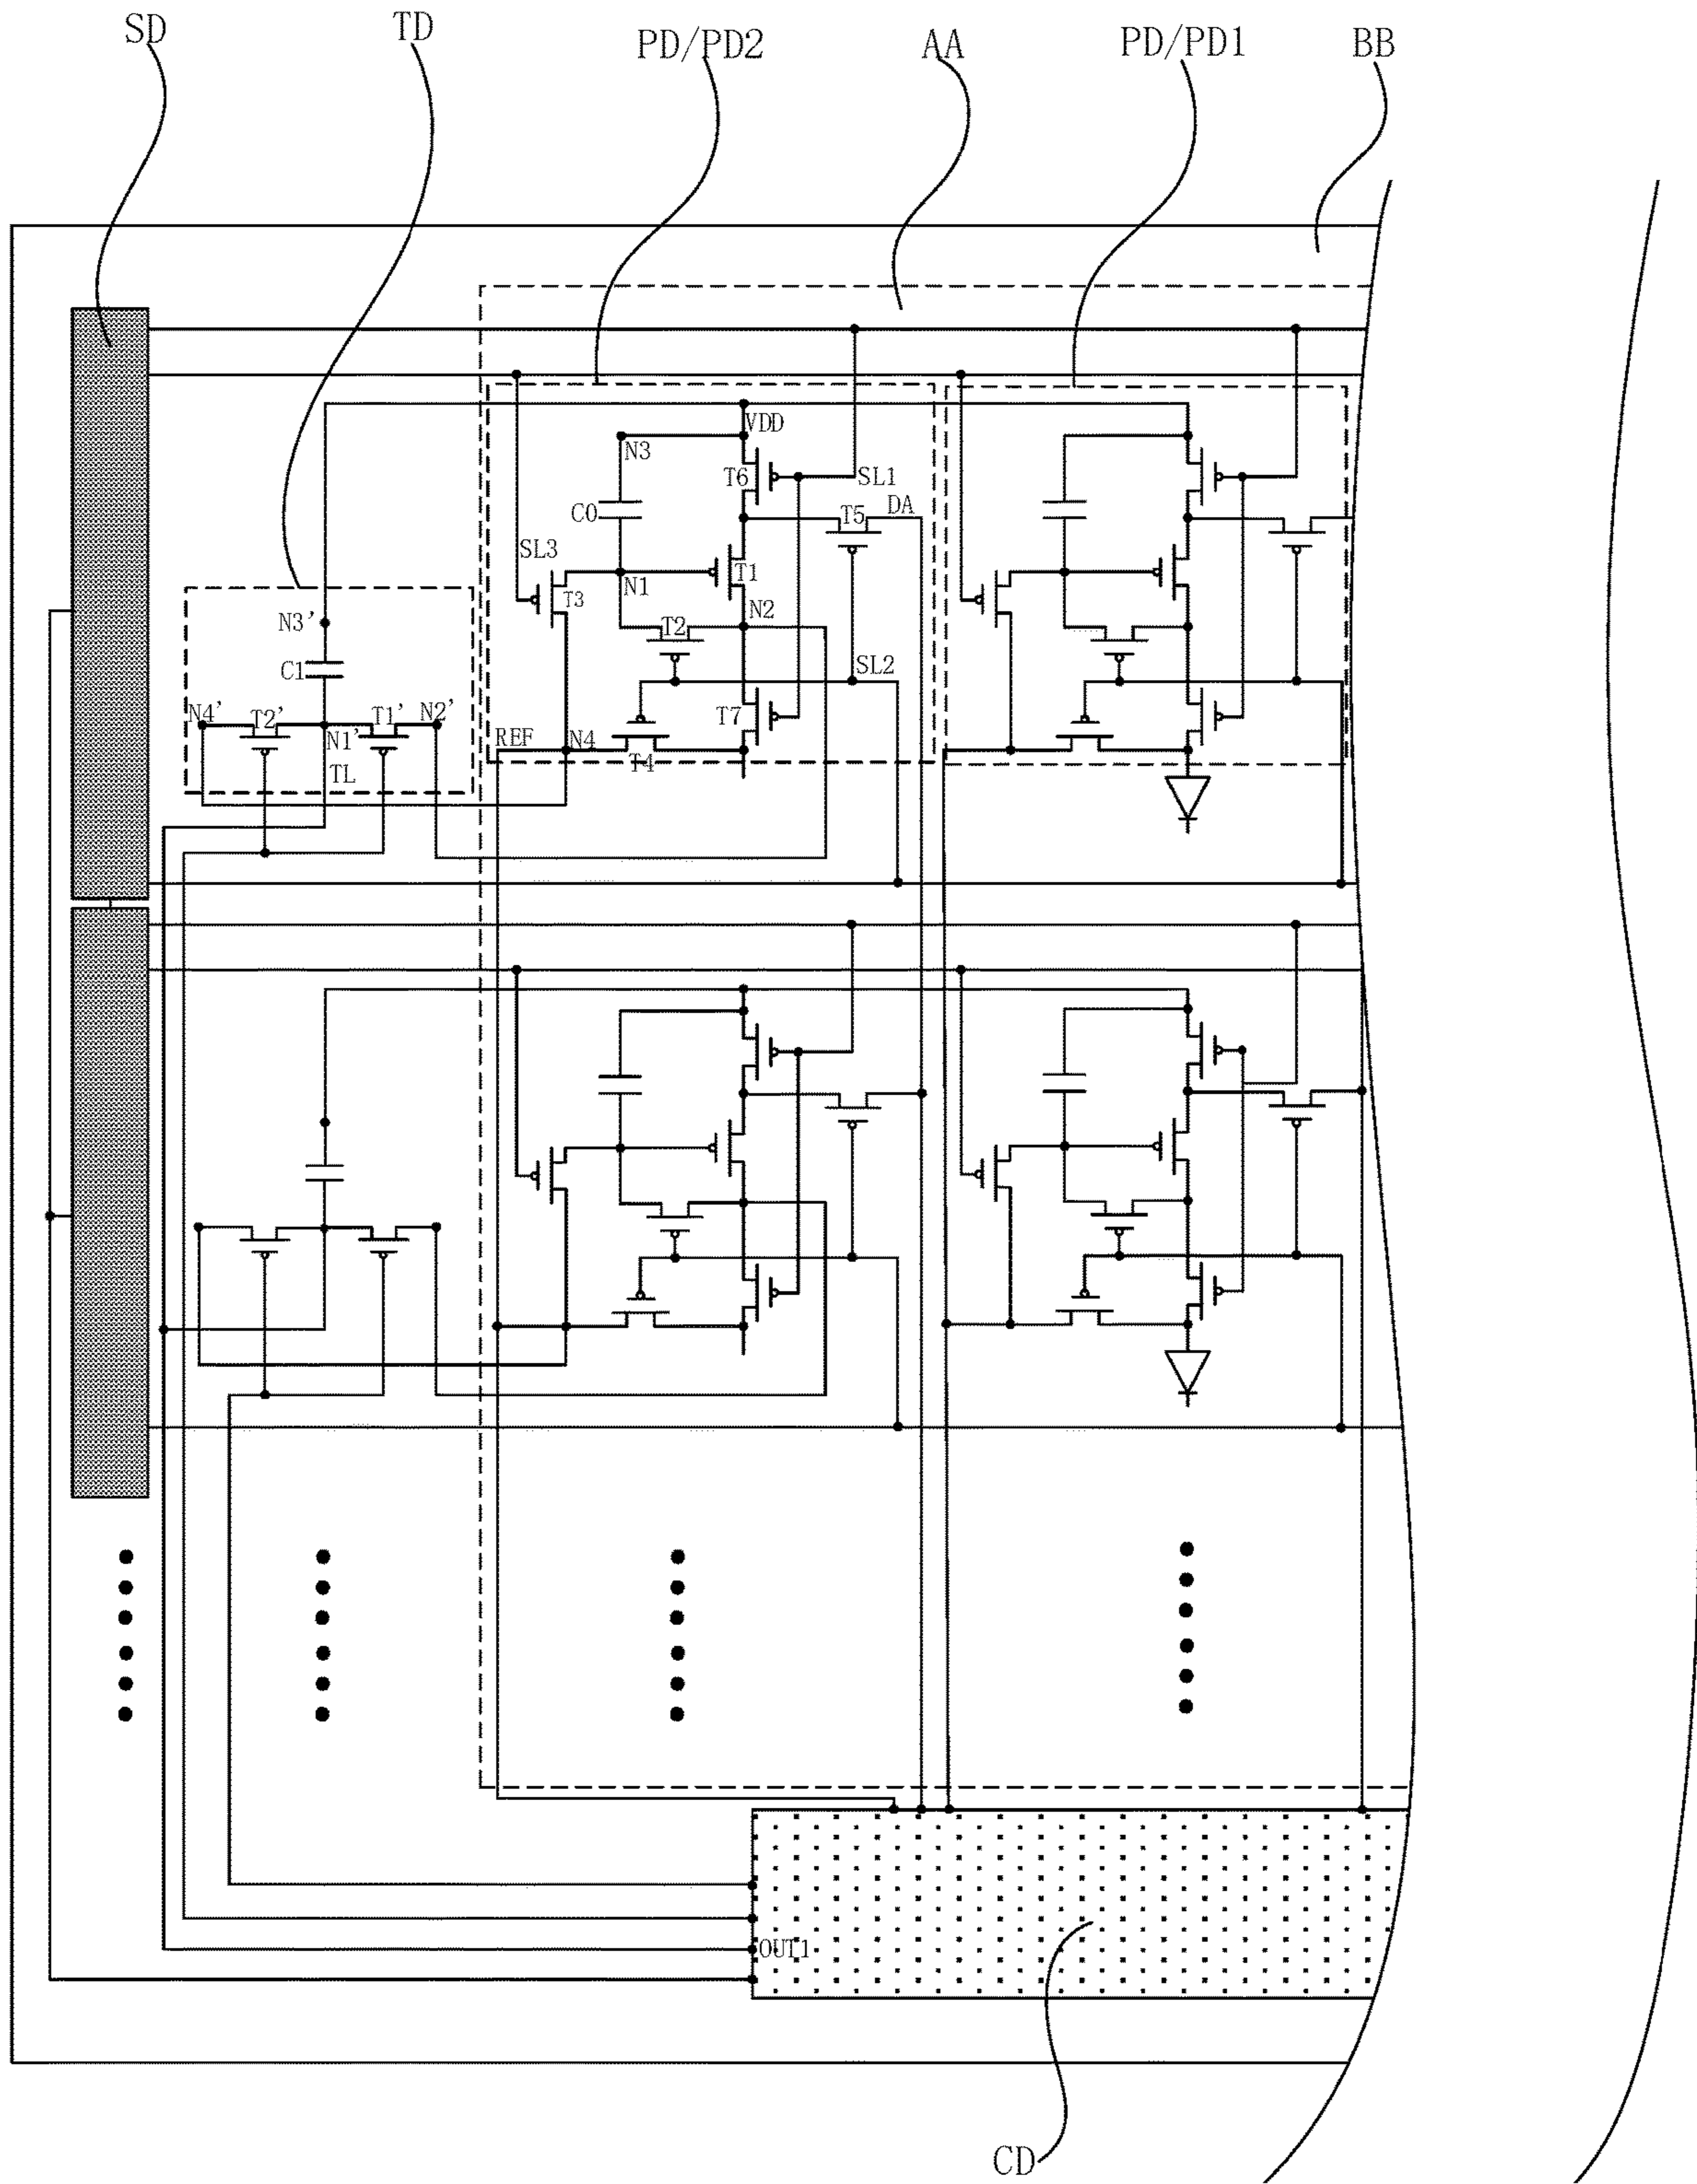 SD TD PD/PD2 AA PD/PD1 BB
VDD
N3
T6 SL1
C0 T5 DA
SL3
T1
N1
T3 N2
N3' T2
C1 SL2
N4' T2' T1' N2' T7
N1' REF N4
TL T4
OUT1
CD